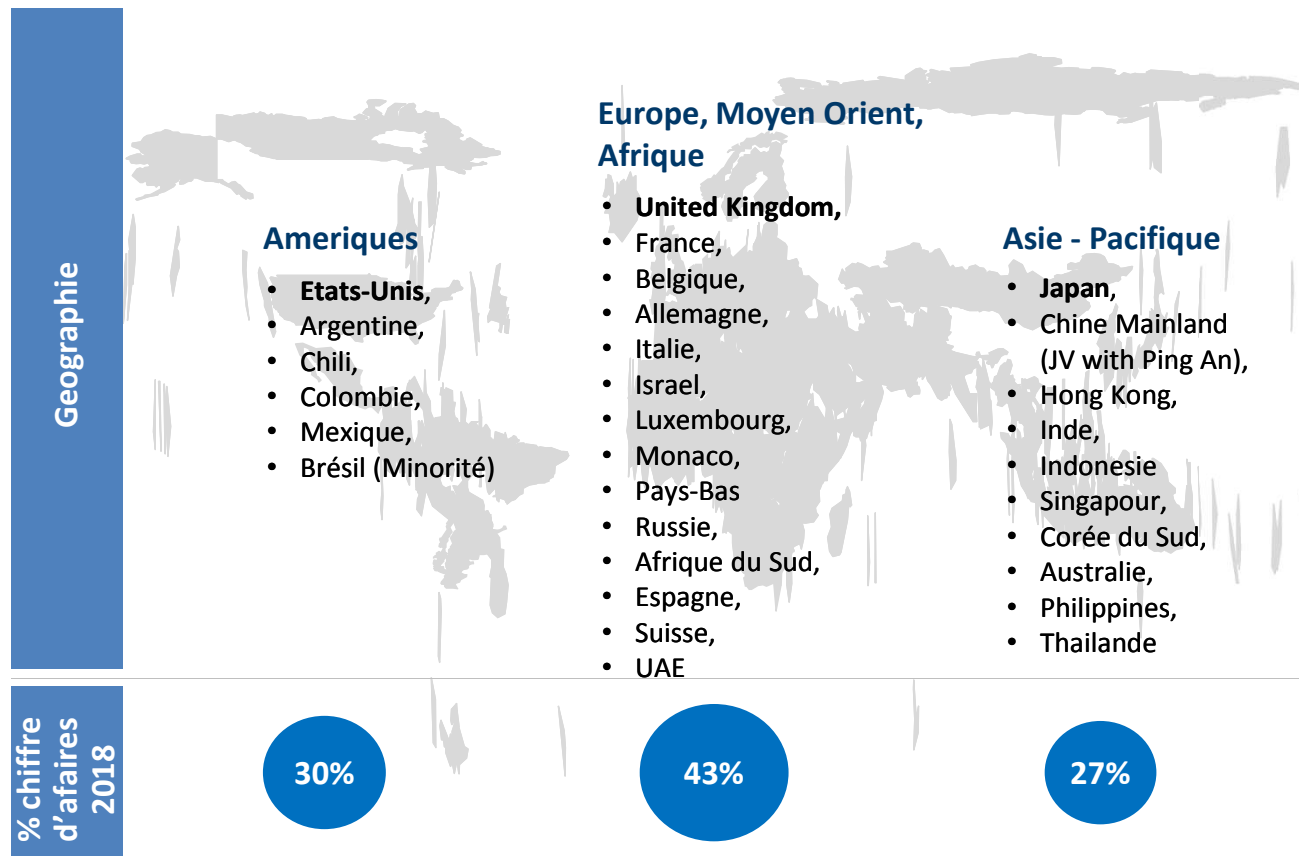 Geographie
Ameriques
• Etats-Unis,
• Argentine,
• Chili,
• Colombie,
• Mexique,
• Brésil (Minorité)
Europe, Moyen Orient,
Afrique
• United Kingdom,
• France,
• Belgique,
• Allemagne,
• Italie,
• Israel,
• Luxembourg,
• Monaco,
• Pays-Bas
• Russie,
• Afrique du Sud,
• Espagne,
• Suisse,
• UAE
Asie - Pacifique
• Japan,
• Chine Mainland
(JV with Ping An),
• Hong Kong,
• Inde,
• Indonesie
• Singapour,
• Corée du Sud,
• Australie,
• Philippines,
• Thailande
% chiffre
d’afaires
2018
30%
43%
27%